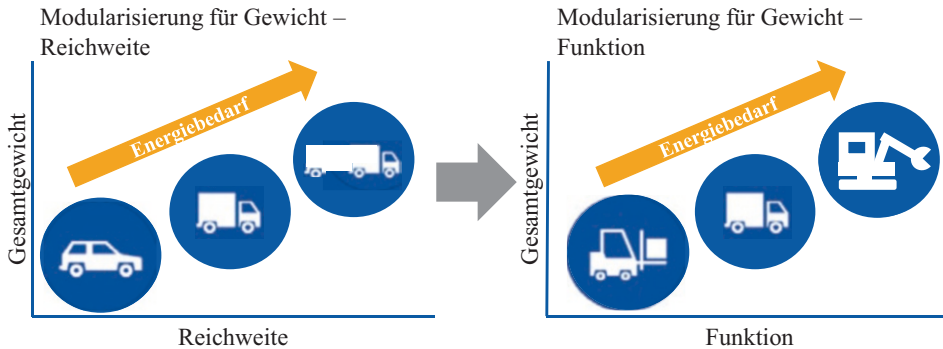 Modularisierung für Gewicht –
Reichweite
Gesamtgewicht
Energiebedarf
Reichweite
Modularisierung für Gewicht –
Funktion
Gesamtgewicht
Energiebedarf
Funktion